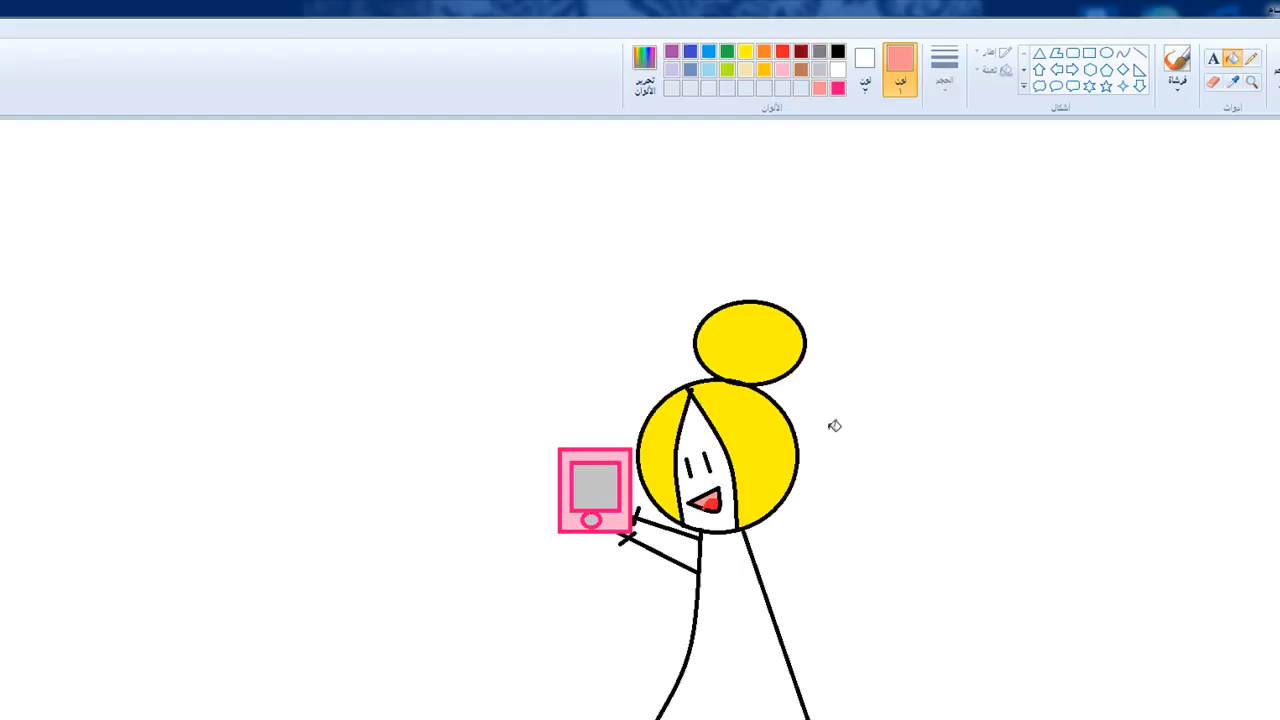 تحرير الألوان
لون ٢
لون ١
الحجم
إطار
تعبئة
فرشاة
A
الألوان
أشكال
أدوات